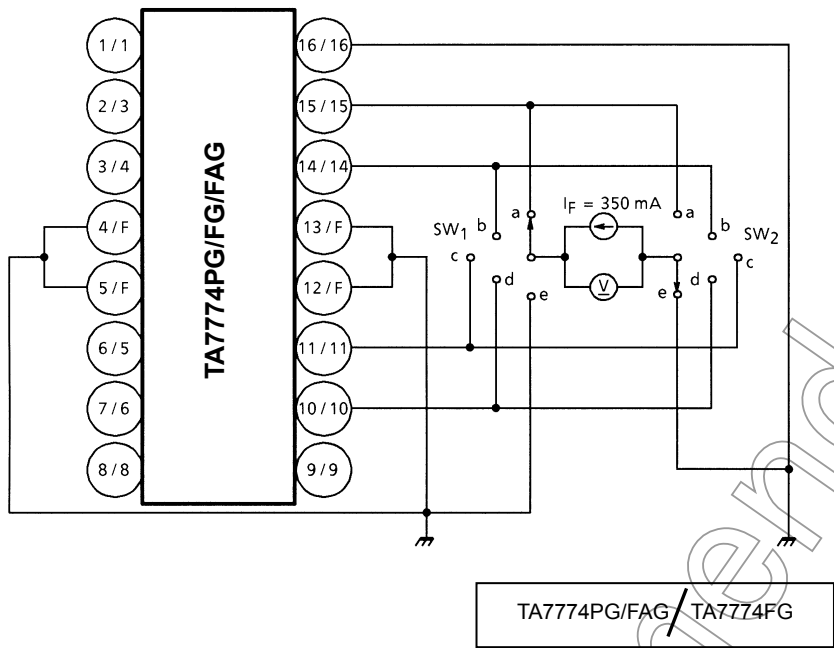 1 / 1
2 / 3
3 / 4
4 / F
5 / F
6 / 5
7 / 6
8 / 8
TA7774PG/FG/FAG
16 / 16
15 / 15
14 / 14
13 / F
12 / F
11 / 11
10 / 10
9 / 9
SW1
a
b
c
d
e
IF = 350 mA
V
SW2
a
b
c
d
e
TA7774PG/FAG / TA7774FG